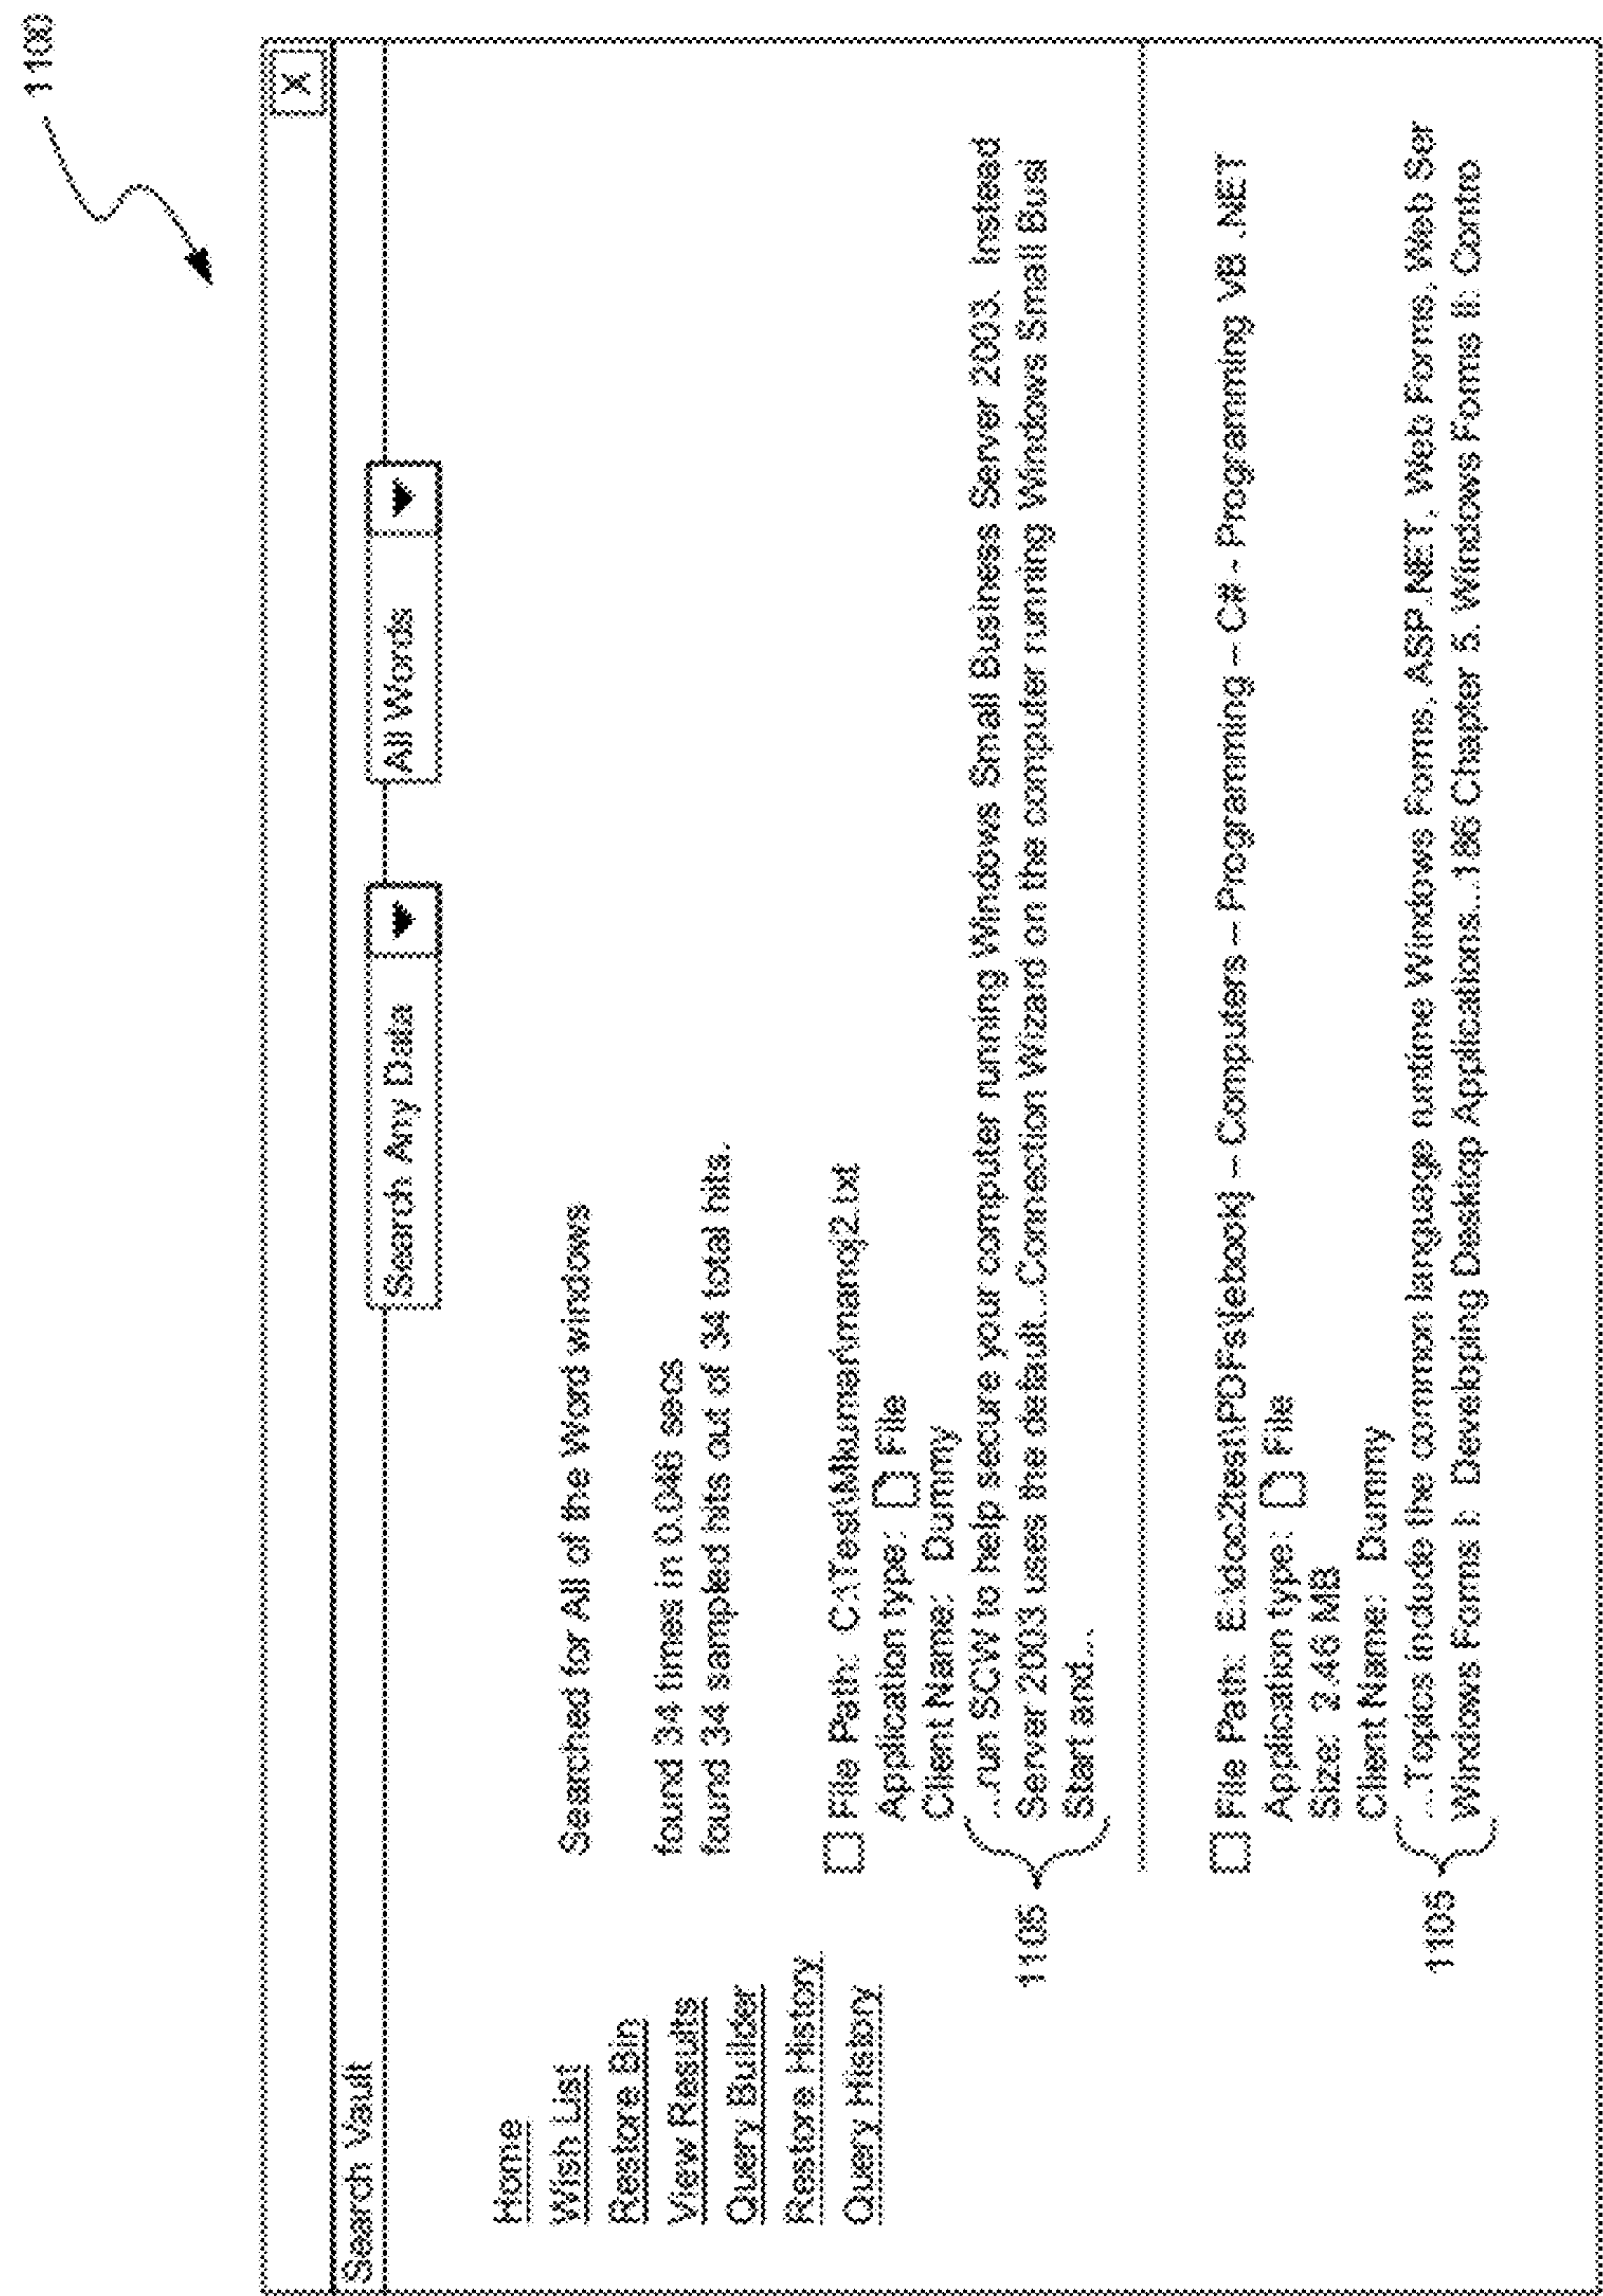 1100
X
Search Vault
Search Any Data
All Words
Home
Wish List
Restore Bin
View Results
Query Builder
Restore History
Query History
Searched for All of the Word windows
found 34 times in 0.046 secs
found 34 sampled hits out of 34 total hits.
File Path: C:\Test\Mkumar\manoj2.txt
Application type: File
Client Name: Dummy
...run SCW to help secure your computer running Windows Small Business Server 2003. Instead
Server 2003 uses the default...Connection Wizard on the computer running Windows Small Busi
Start and...
1105
File Path: E:\doc2test\PDFs\[ebook] – Computers – Programming – C# - Programming VB .NET
Application type: File
Size: 2.46 MB
Client Name: Dummy
...Topics include the common language runtime Windows Forms, ASP.NET, Web Forms, Web Ser
Windows Forms I: Developing Desktop Applications...186 Chapter 5. Windows Forms II: Contro
1105